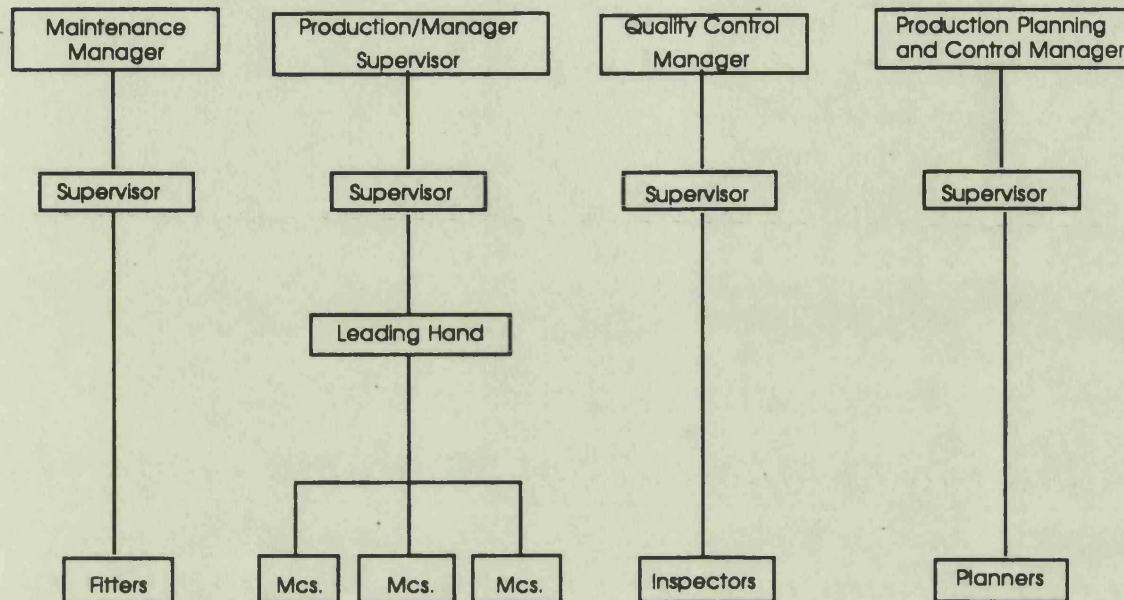 Maintenance
Manager
Production/Manager
Supervisor
Quality Control
Manager
Production Planning
and Control Manager
Supervisor
Supervisor
Supervisor
Supervisor
Leading Hand
Fitters
Mcs.
Mcs.
Mcs.
Inspectors
Planners